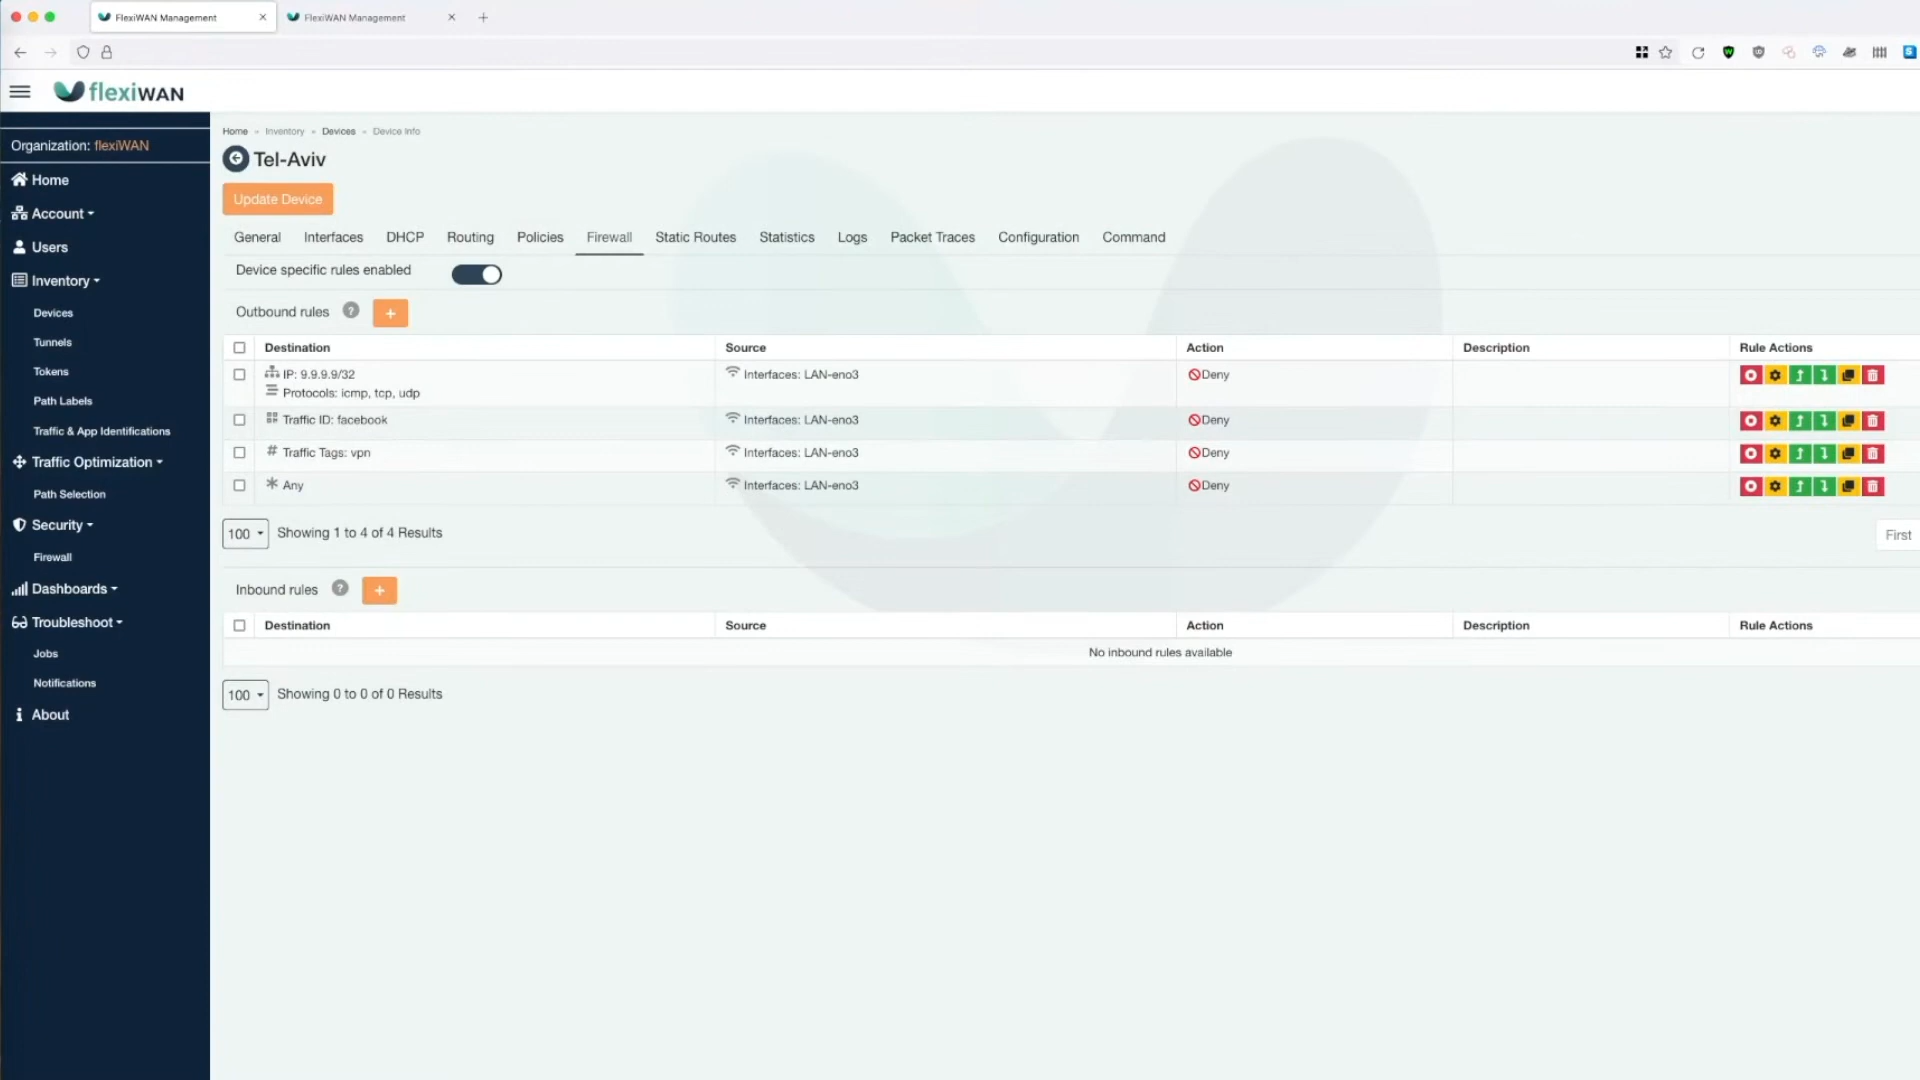 FlexiWAN Management
FlexiWAN Management
flexiWAN
Organization: flexiWAN
Home
Account
Users
Inventory
Devices
Tunnels
Tokens
Path Labels
Traffic & App Identifications
Traffic Optimization
Path Selection
Security
Firewall
Dashboards
Troubleshoot
Jobs
Notifications
About
Home Inventory Devices Device Info
Tel-Aviv
Update Device
General Interfaces DHCP Routing Policies Firewall Static Routes Statistics Logs Packet Traces Configuration Command
Device specific rules enabled
Outbound rules ? +
Destination Source Action Description Rule Actions
IP: 9.9.9.9/32 Interfaces: LAN-eno3 Deny
Protocols: icmp, tcp, udp
Traffic ID: facebook Interfaces: LAN-eno3 Deny
# Traffic Tags: vpn Interfaces: LAN-eno3 Deny
Any Interfaces: LAN-eno3 Deny
100 Showing 1 to 4 of 4 Results First
Inbound rules ? +
Destination Source Action Description Rule Actions
No inbound rules available
100 Showing 0 to 0 of 0 Results